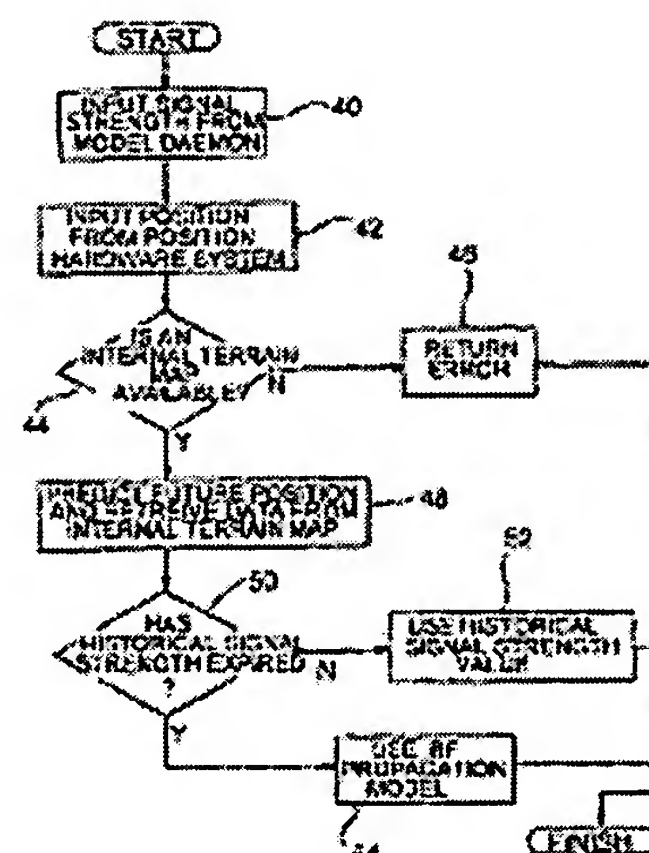 START
INPUT SIGNAL
STRENGTH FROM
MODEL DAEMON
40
INPUT POSITION
FROM POSITION
HARDWARE SYSTEM
42
IS AN
INTERNAL TERRAIN
MAP
AVAILABLE?
44
N
Y
46
RETURN
ERROR
PREDICT FUTURE POSITION
AND RETRIEVE DATA FROM
INTERNAL TERRAIN MAP
48
50
HAS
HISTORICAL SIGNAL
STRENGTH EXPIRED
?
N
Y
52
USE HISTORICAL
SIGNAL STRENGTH
VALUE
USE RF
PROPAGATION
MODEL
54
FINISH